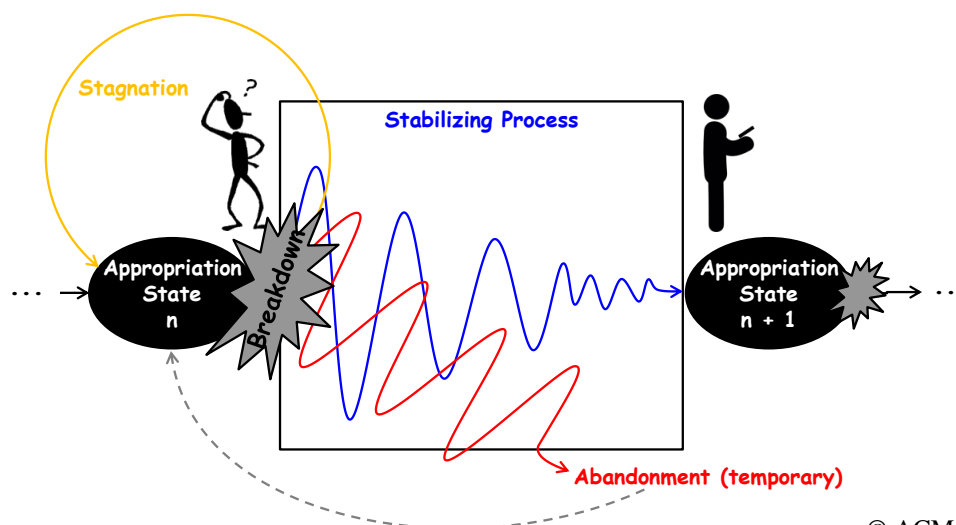 Stagnation
?
Stabilizing Process
Appropriation
State
n
Breakdown
Appropriation
State
n + 1
...
Abandonment (temporary)
© ACM